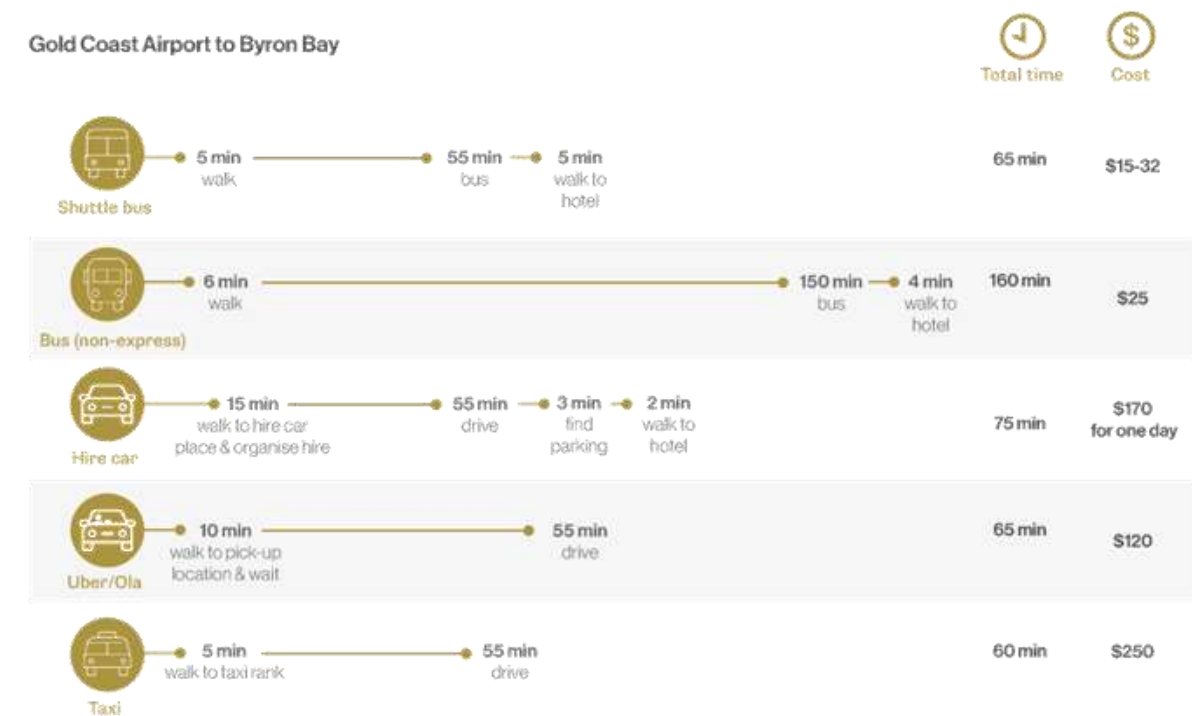 Gold Coast Airport to Byron Bay
Total time
Cost
5 min
walk
55 min
bus
5 min
walk to
hotel
65 min
$15-32
Shuttle bus
6 min
walk
150 min
bus
4 min
walk to
hotel
160 min
$25
Bus (non-express)
15 min
walk to hire car
place & organise hire
55 min
drive
3 min
find
parking
2 min
walk to
hotel
75 min
$170
for one day
Hire car
10 min
walk to pick-up
location & wait
55 min
drive
65 min
$120
Uber/Ola
5 min
walk to taxi rank
55 min
drive
60 min
$250
Taxi